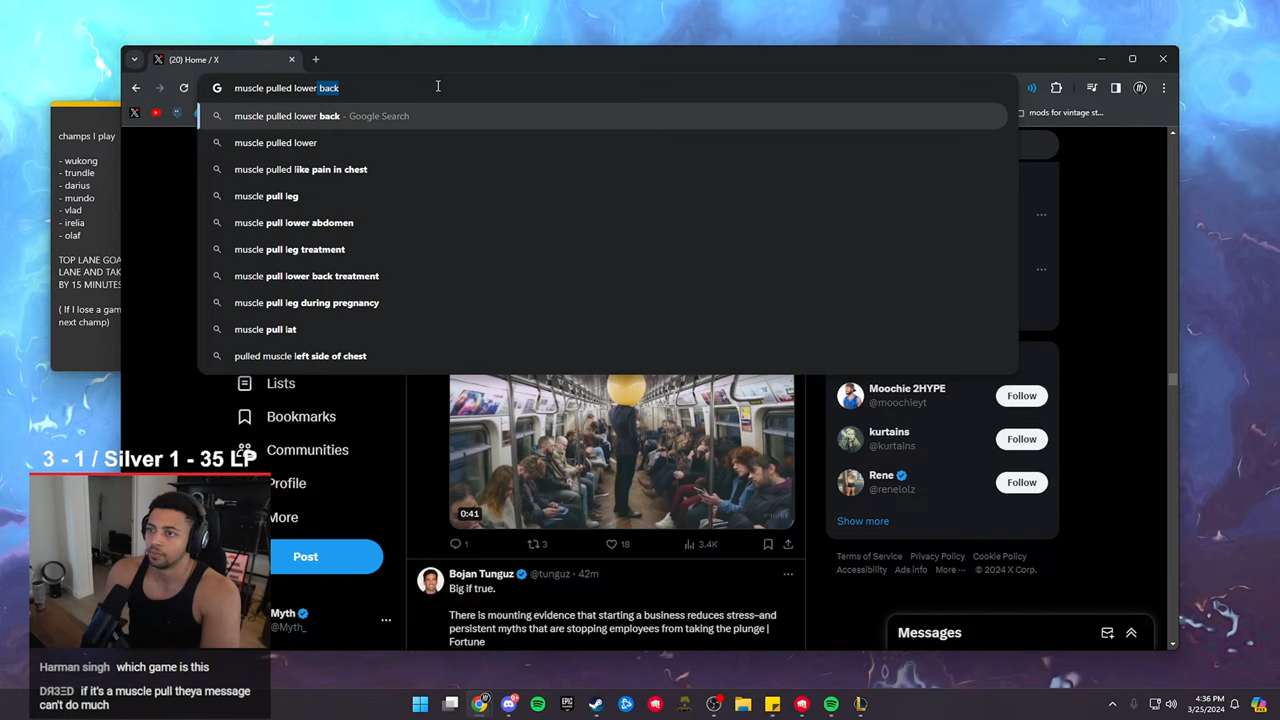 (20) Home / X
muscle pulled lower back
mods for vintage st...
muscle pulled lower back - Google Search
muscle pulled lower
muscle pulled like pain in chest
muscle pull leg
muscle pull lower abdomen
muscle pull leg treatment
muscle pull lower back treatment
muscle pull leg during pregnancy
muscle pull lat
pulled muscle left side of chest
champs I play
- wukong
- trundle
- darius
- mundo
- vlad
- irelia
- olaf
TOP LANE GOA
LANE AND TAK
BY 15 MINUTES
( If I lose a gam
next champ)
Lists
Bookmarks
Communities
Profile
More
Post
Myth
@Myth_
0:41
1
3
18
3.4K
Bojan Tunguz @tunguz · 42m
Big if true.
There is mounting evidence that starting a business reduces stress–and
persistent myths that are stopping employees from taking the plunge |
Fortune
Moochie 2HYPE
@moochieyt
Follow
kurtains
@kurtains
Follow
Rene
@renelolz
Follow
Show more
Terms of Service Privacy Policy Cookie Policy
Accessibility Ads info More ··· © 2024 X Corp.
Messages
3 - 1 / Silver 1 - 35 LP
Harman singh which game is this
DЯ3ΞD if it's a muscle pull theya message
can't do much
4:36 PM
3/25/2024